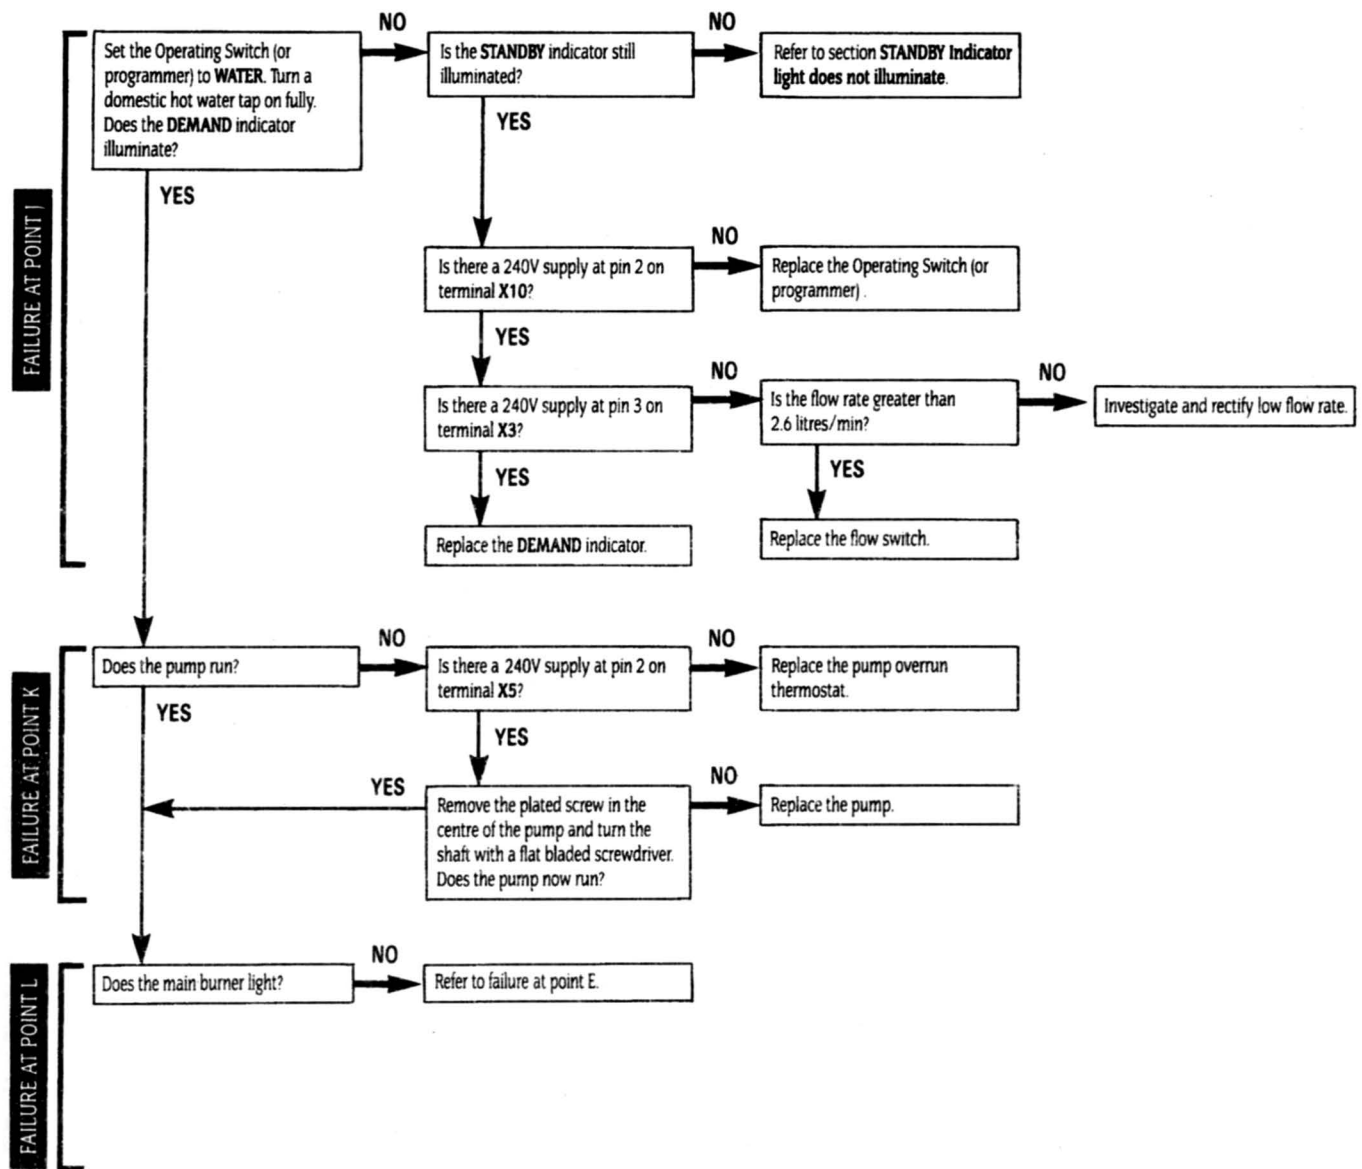 FAILURE AT POINT J
Set the Operating Switch (or
programmer) to WATER. Turn a
domestic hot water tap on fully.
Does the DEMAND indicator
illuminate?
NO
Is the STANDBY indicator still
illuminated?
NO
Refer to section STANDBY Indicator
light does not illuminate.
YES
YES
Is there a 240V supply at pin 2 on
terminal X10?
NO
Replace the Operating Switch (or
programmer) .
YES
Is there a 240V supply at pin 3 on
terminal X3?
NO
Is the flow rate greater than
2.6 litres/min?
NO
Investigate and rectify low flow rate.
YES
YES
Replace the DEMAND indicator.
Replace the flow switch.
FAILURE AT POINT K
Does the pump run?
NO
Is there a 240V supply at pin 2 on
terminal X5?
NO
Replace the pump overrun
thermostat.
YES
YES
YES
Remove the plated screw in the
centre of the pump and turn the
shaft with a flat bladed screwdriver.
Does the pump now run?
NO
Replace the pump.
FAILURE AT POINT L
Does the main burner light?
NO
Refer to failure at point E.